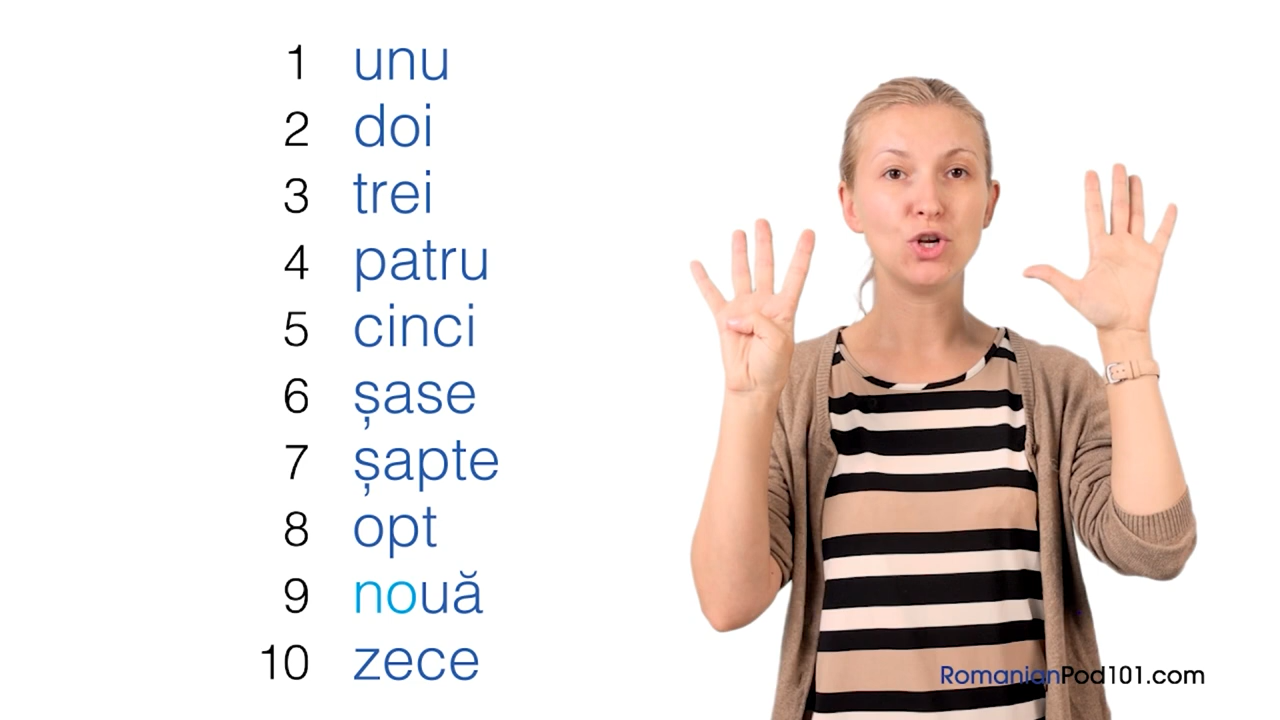 1 unu
2 doi
3 trei
4 patru
5 cinci
6 șase
7 șapte
8 opt
9 nouă
10 zece
RomanianPod101.com